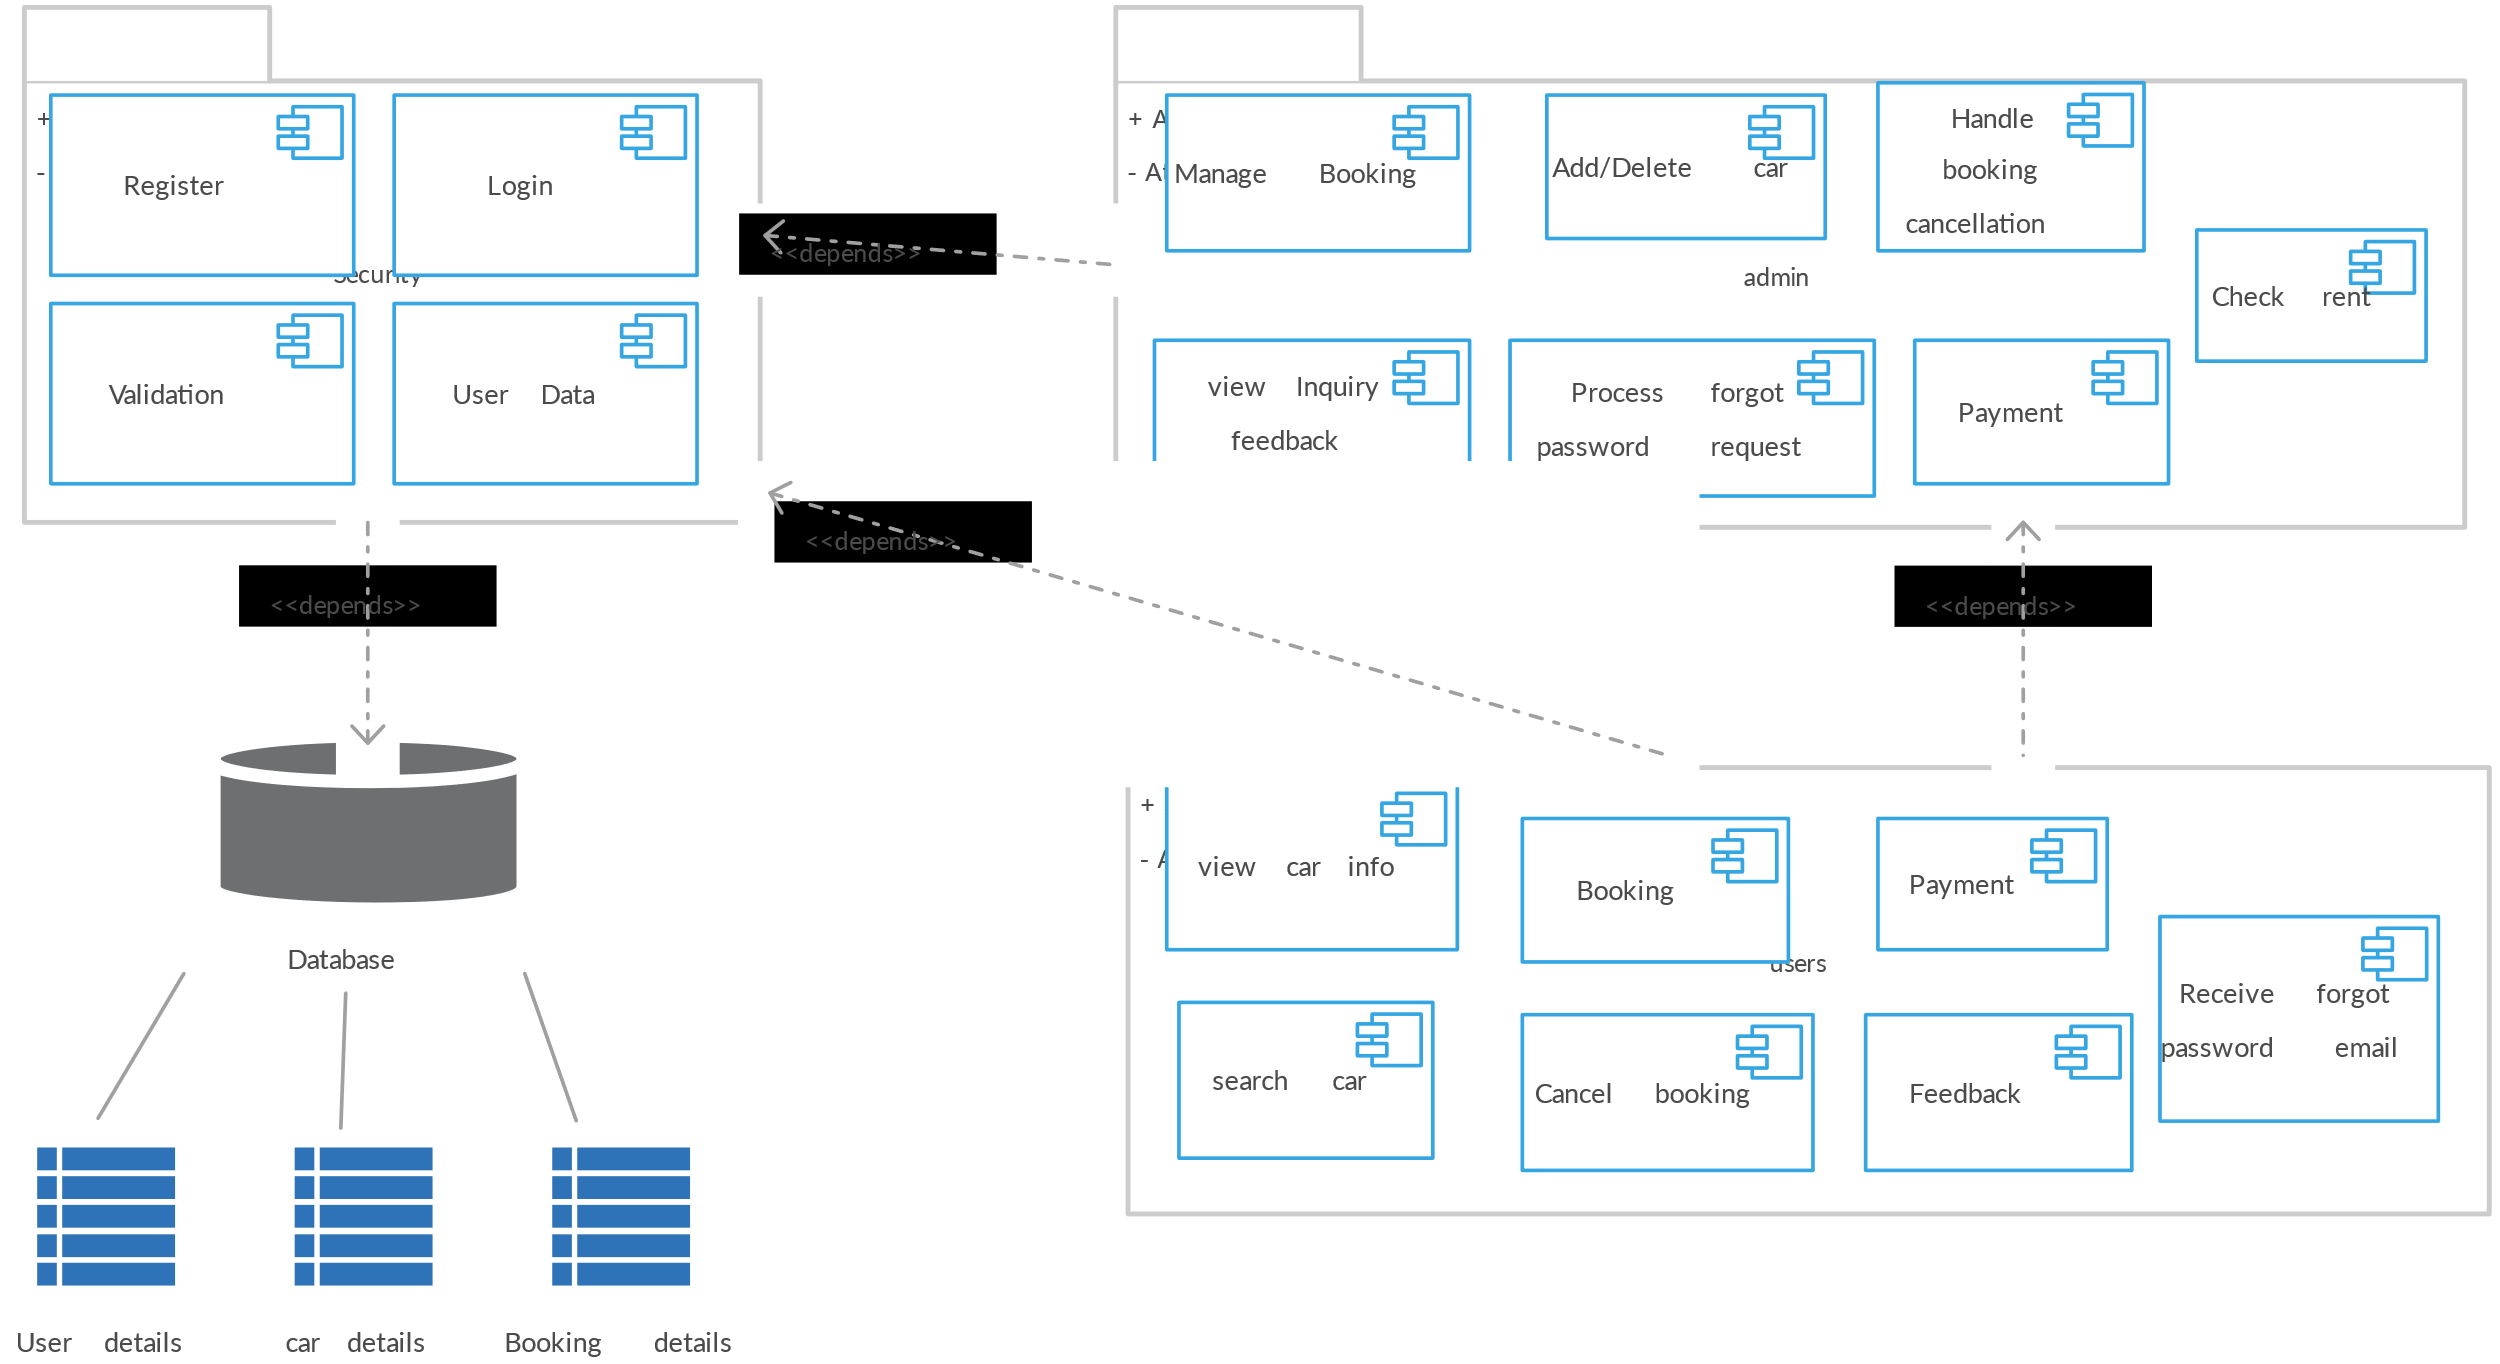 +
-
Register
Login
Security
Validation
User Data
<<depends>>
+ A
- At
Manage Booking
Add/Delete car
Handle
booking
cancellation
admin
Check rent
view Inquiry
feedback
Process forgot
password request
Payment
<<depends>>
<<depends>>
<<depends>>
Database
User details
car details
Booking details
+
- A
view car info
Booking
Payment
users
Receive forgot
password email
search car
Cancel booking
Feedback